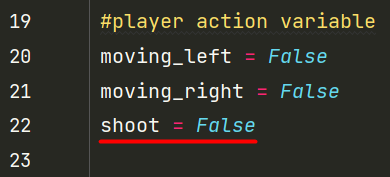 19 #player action variable
20 moving_left = False
21 moving_right = False
22 shoot = False
23